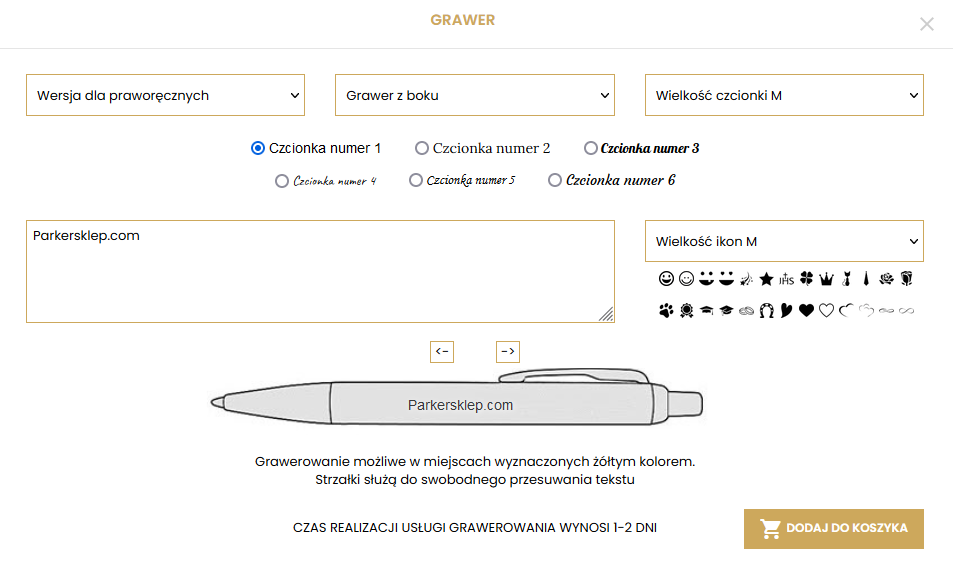 GRAWER
Wersja dla praworęcznych
Grawer z boku
Wielkość czcionki M
Czcionka numer 1
Czcionka numer 2
Czcionka numer 3
Czcionka numer 4
Czcionka numer 5
Czcionka numer 6
Parkersklep.com
Wielkość ikon M
IHS
<-
->
Parkersklep.com
Grawerowanie możliwe w miejscach wyznaczonych żółtym kolorem.
Strzałki służą do swobodnego przesuwania tekstu
CZAS REALIZACJI USŁUGI GRAWEROWANIA WYNOSI 1-2 DNI
DODAJ DO KOSZYKA